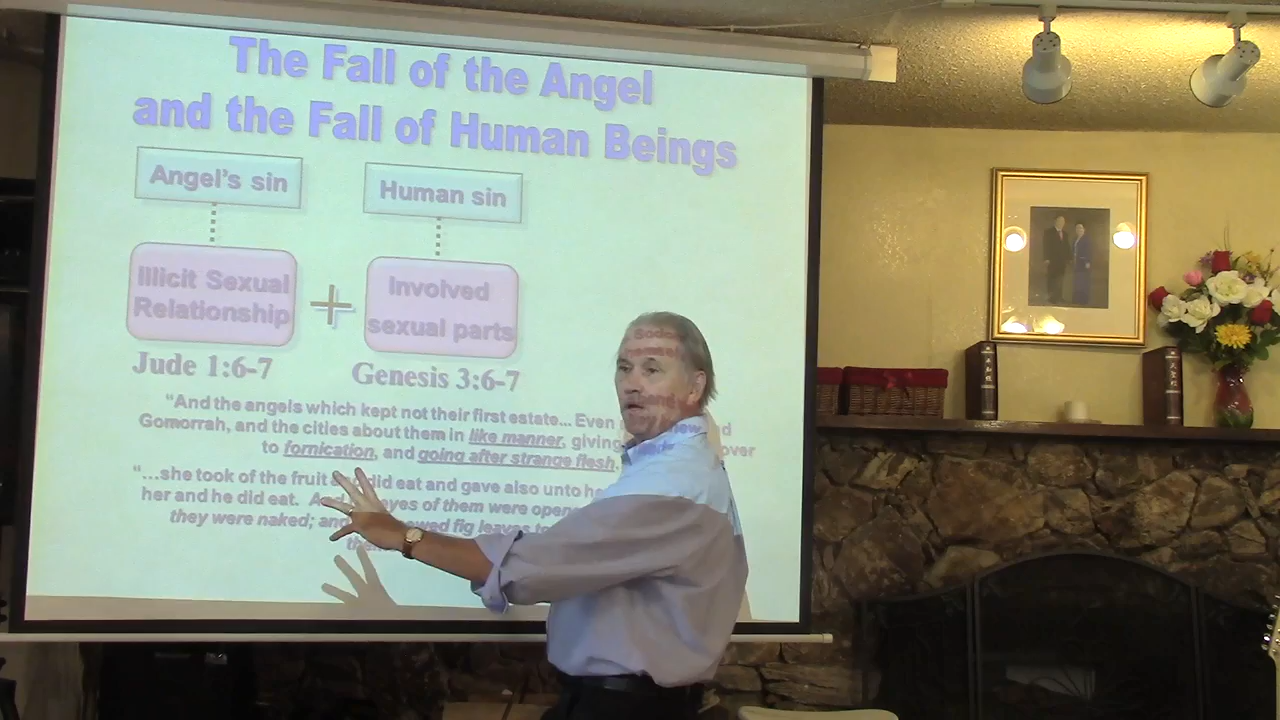 The Fall of the Angel
and the Fall of Human Beings
Angel's sin
Human sin
Illicit Sexual
Relationship
+
Involved
sexual parts
Jude 1:6-7
Genesis 3:6-7
"And the angels which kept not their first estate... Even
Gomorrah, and the cities about them in like manner, giving over
to fornication, and going after strange flesh.
"...she took of the fruit did eat and gave also unto
her and he did eat. eyes of them were
they were naked; and fig leaves